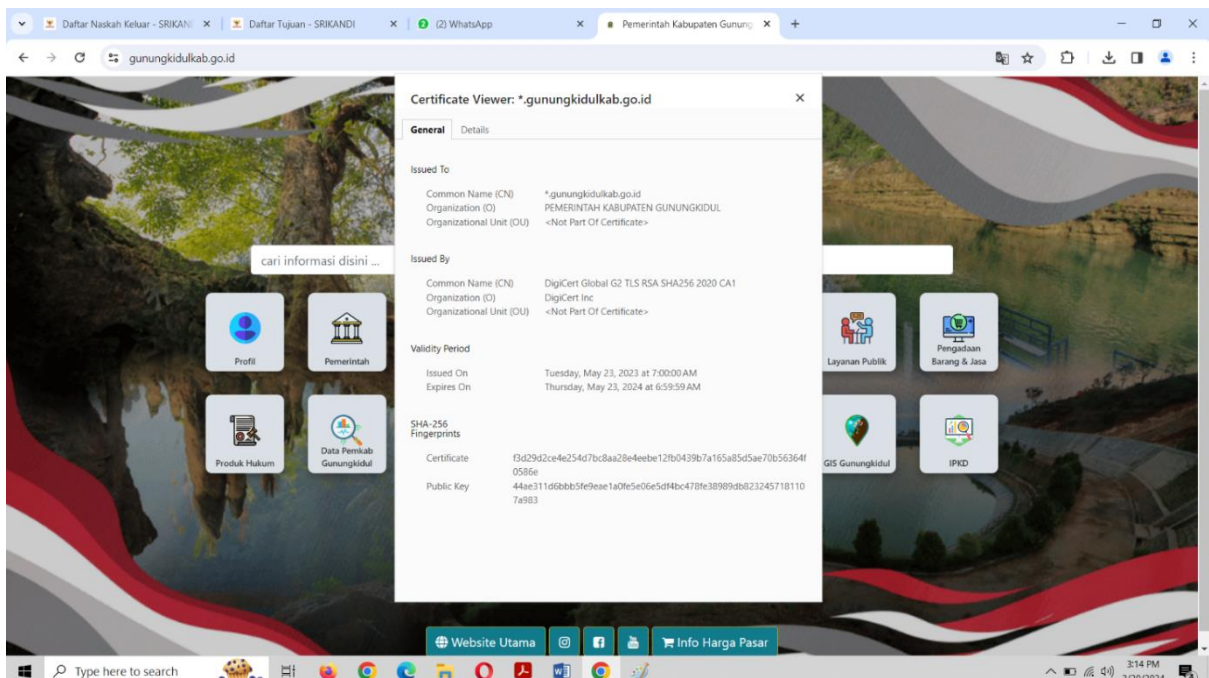 Daftar Naskah Keluar - SRIKAN
Daftar Tujuan - SRIKANDI
(2) WhatsApp
Pemerintah Kabupaten Gunung
gunungkidulkab.go.id
Certificate Viewer: *.gunungkidulkab.go.id
General Details
Issued To
Common Name (CN) *.gunungkidulkab.go.id
Organization (O) PEMERINTAH KABUPATEN GUNUNGKIDUL
Organizational Unit (OU) <Not Part Of Certificate>
Issued By
Common Name (CN) DigiCert Global G2 TLS RSA SHA256 2020 CA1
Organization (O) DigiCert Inc
Organizational Unit (OU) <Not Part Of Certificate>
Validity Period
Issued On Tuesday, May 23, 2023 at 7:00:00 AM
Expires On Thursday, May 23, 2024 at 6:59:59 AM
SHA-256
Fingerprints
Certificate f3d29d2ce4e254d7bc8aa28e4eebe12fb0439b7a165a85d5ae70b56364f
0586e
Public Key 44ae311d6bbb5fe9eae1a0fe5e06e5df4bc478fe38989db823245718110
7a983
cari informasi disini ...
Profil
Pemerintah
Layanan Publik
Pengadaan
Barang & Jasa
Produk Hukum
Data Pemkab
Gunungkidul
GIS Gunungkidul
IPKD
Website Utama
Info Harga Pasar
Type here to search
3:14 PM